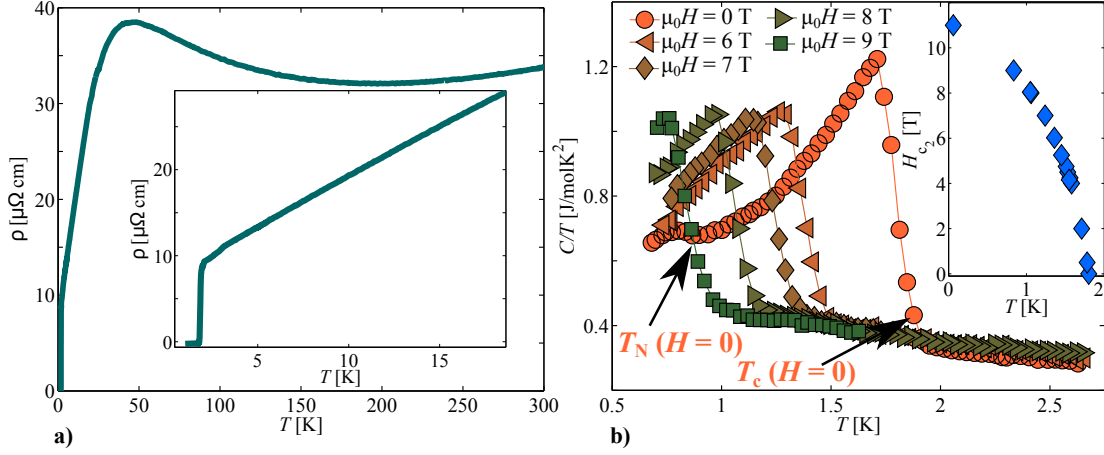 40
30
20
10
0
0
50
100
150
200
250
300
ρ [μΩ cm]
T [K]
20
10
0
5
10
15
ρ [μΩ cm]
T [K]
a)
μ₀H = 0 T
μ₀H = 6 T
μ₀H = 7 T
μ₀H = 8 T
μ₀H = 9 T
1.2
0.8
0.4
0.5
1
1.5
2
2.5
C/T [J/molK²]
T [K]
T_N (H = 0)
T_c (H = 0)
10
8
6
4
2
0
0
1
2
H_c₂ [T]
T [K]
b)